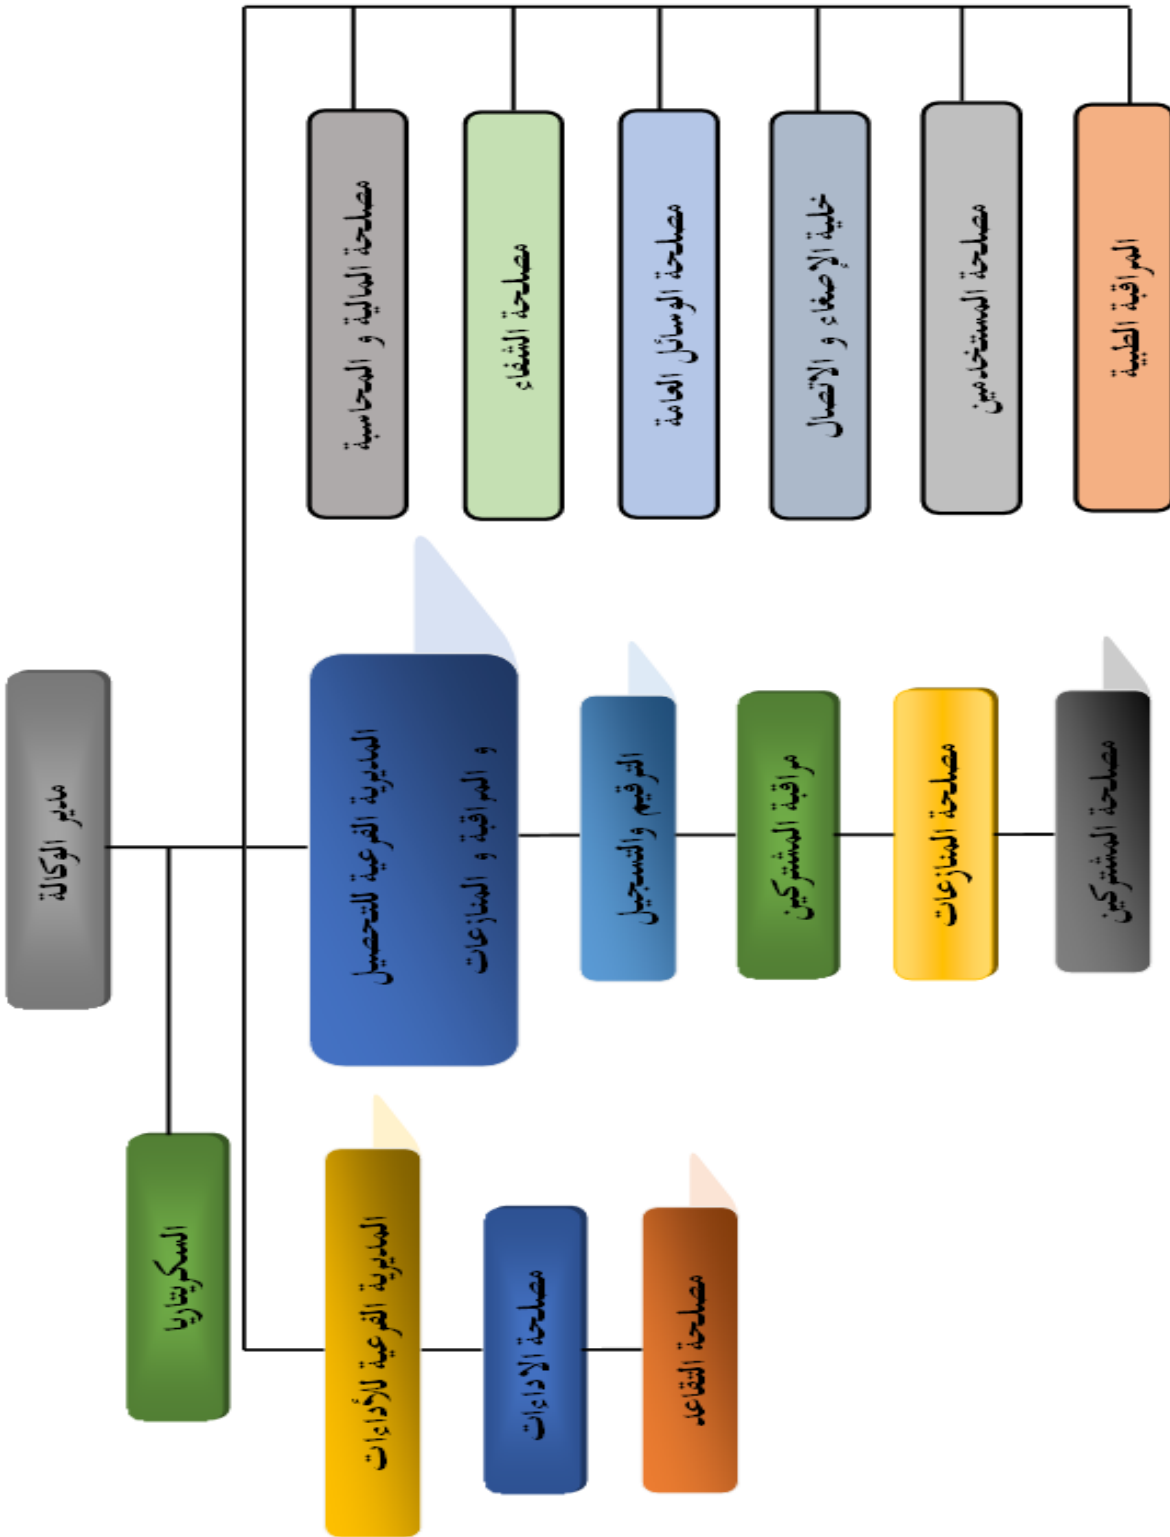 مدير الوكالة
السكريتاريا
مصلحة المالية و المحاسبة
مصلحة الشفاء
مصلحة الوسائل العامة
خلية الإصغاء و الاتصال
مصلحة المستخدمين
المراقبة الطبية
المديرية الفرعية للتحصيل
و المراقبة و المنازعات
الترقيم والتسجيل
مراقبة المشتركين
مصلحة المنازعات
مصلحة المشتركين
المديرية الفرعية للأداءات
مصلحة الاداءات
مصلحة التقاعد